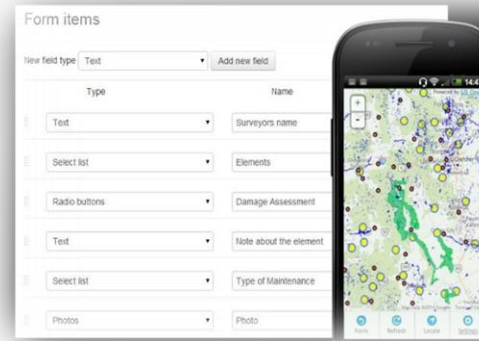 Form items
New field type Text Add new field
Type Name
Text Surveyors name
Select list Elements
Radio buttons Damage Assessment
Text Note about the element
Select list Type of Maintenance
Photos Photo
14:4
+
-
Form Refresh Locate Settings